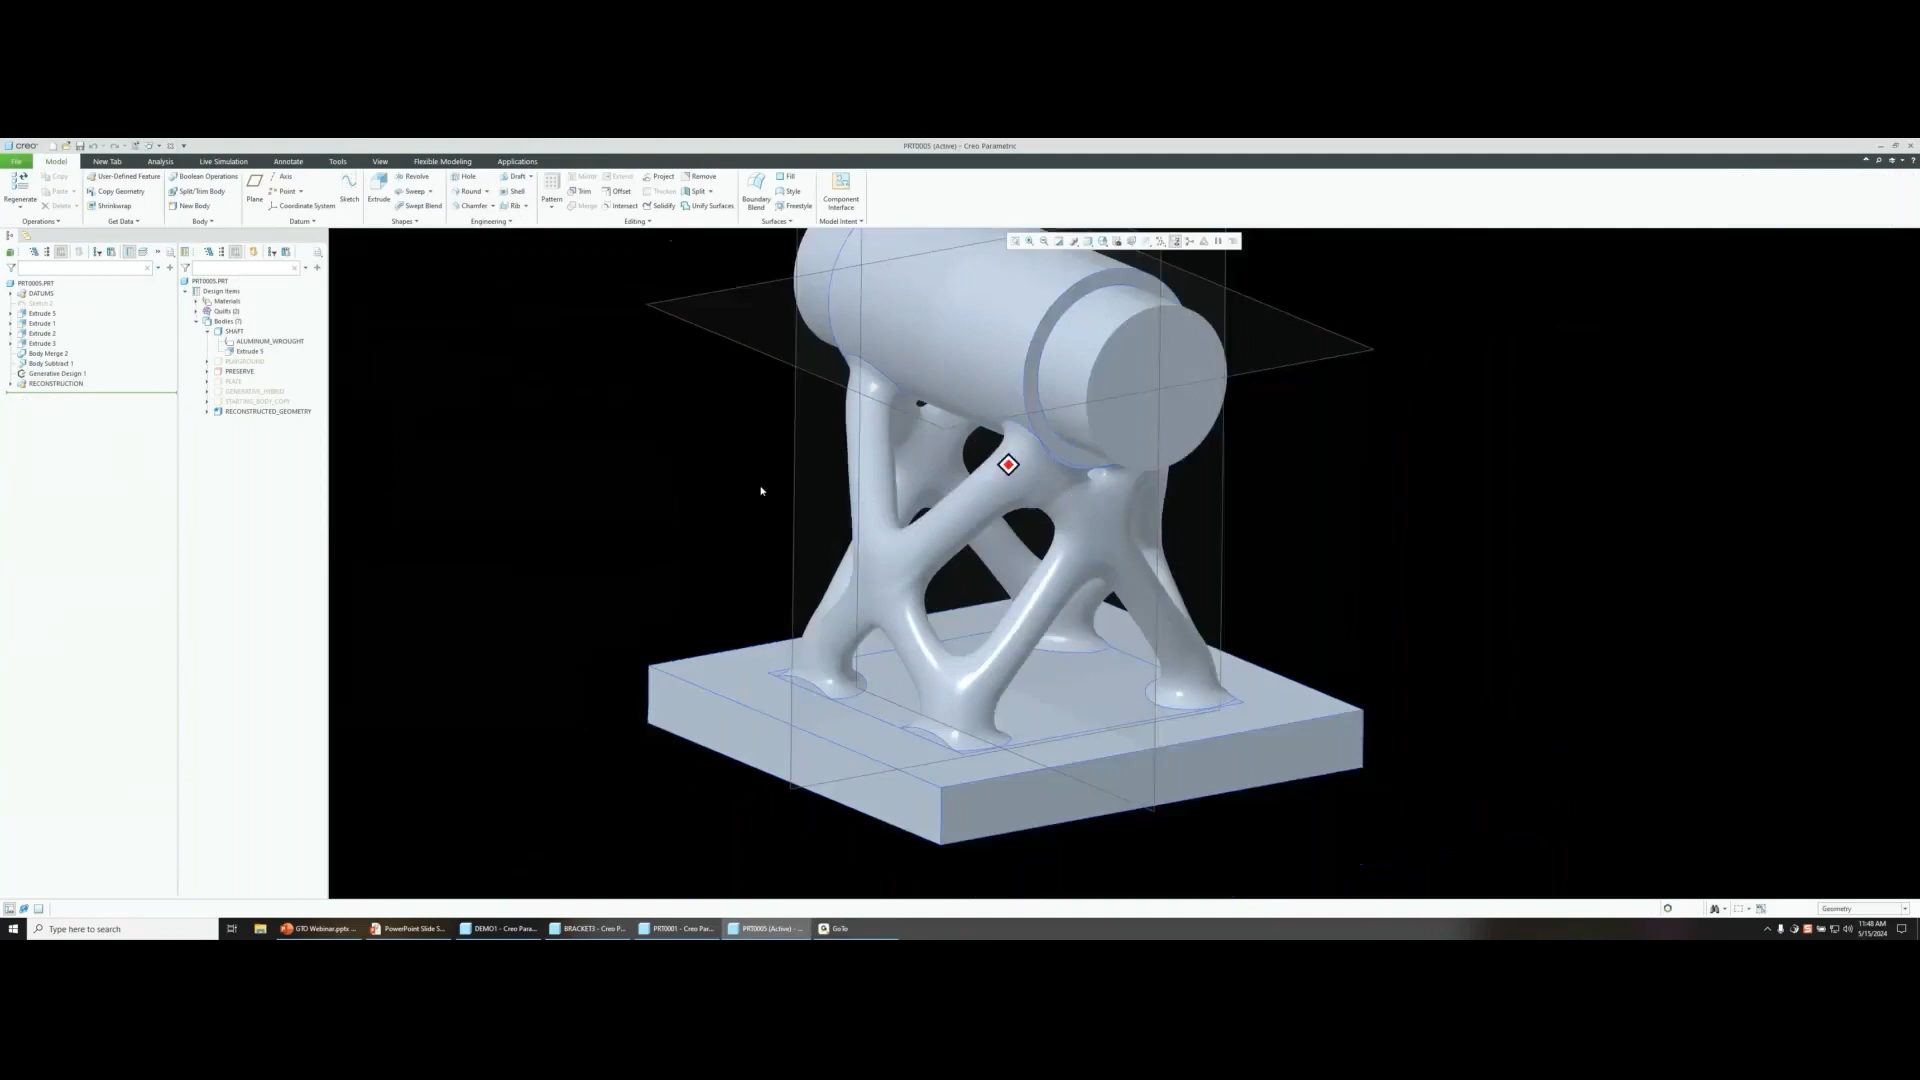 creo
PRT0005 (Active) - Creo Parametric
File Model New Tab Analysis Live Simulation Annotate Tools View Flexible Modeling Applications
Regenerate Copy User-Defined Feature Boolean Operations Plane Axis Sketch Extrude Revolve Hole Draft Pattern Mirror Extend Project Remove Boundary Blend Fill Component Interface
Paste Copy Geometry Split/Trim Body Point Sweep Round Shell Trim Offset Thicken Split Style
Delete Shrinkwrap New Body Coordinate System Swept Blend Chamfer Rib Merge Intersect Solidify Unify Surfaces Freestyle
Operations Get Data Body Datum Shapes Engineering Editing Surfaces Model Intent
PRT0005.PRT
DATUMS
Sketch 2
Extrude 5
Extrude 1
Extrude 2
Extrude 3
Body Merge 2
Body Subtract 1
Generative Design 1
RECONSTRUCTION
PRT0005.PRT
Design Items
Materials
Quilts (2)
Bodies (7)
SHAFT
ALUMINUM_WROUGHT
Extrude 5
PLAYGROUND
PRESERVE
PLATE
GENERATIVE_HYBRID
STARTING_BODY_COPY
RECONSTRUCTED_GEOMETRY
Geometry
Type here to search
GTO Webinar.pptx ...
PowerPoint Slide S...
DEMO1 - Creo Para...
BRACKET3 - Creo P...
PRT0001 - Creo Par...
PRT0005 (Active) - ...
GoTo
11:48 AM
5/15/2024